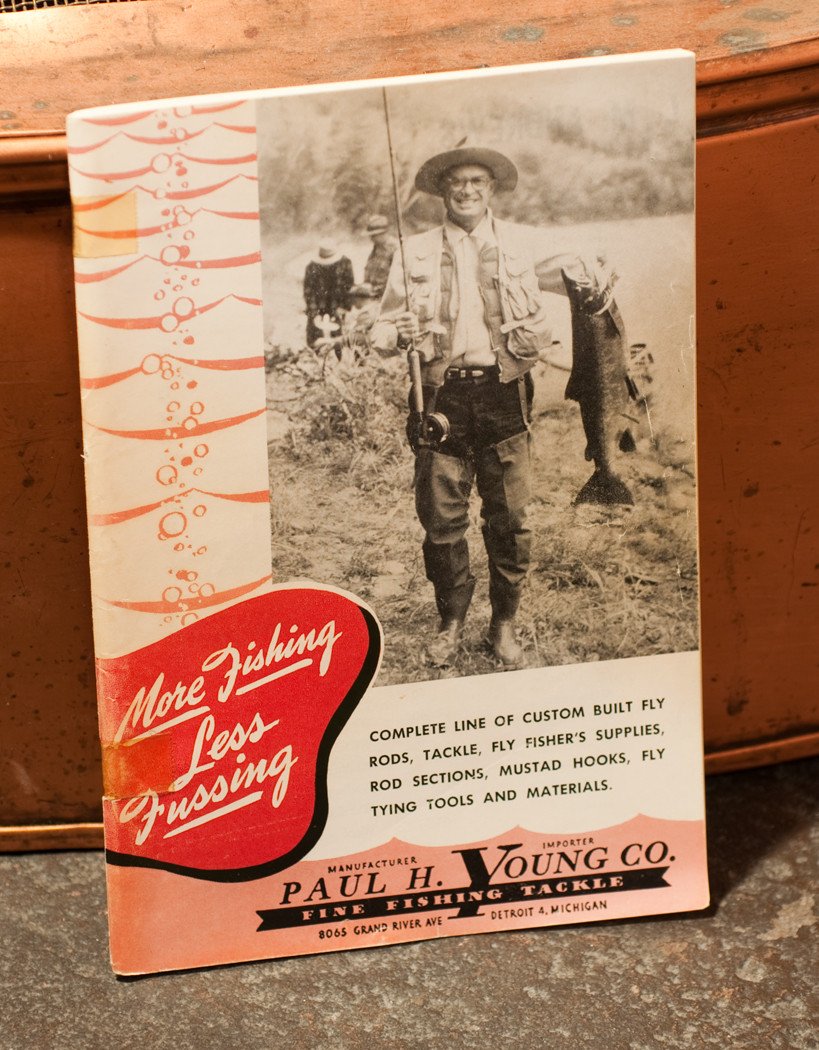 More Fishing
Less
Fussing
COMPLETE LINE OF CUSTOM BUILT FLY
RODS, TACKLE, FLY FISHER'S SUPPLIES,
ROD SECTIONS, MUSTAD HOOKS, FLY
TYING TOOLS AND MATERIALS.
MANUFACTURER IMPORTER
PAUL H. YOUNG CO.
FINE FISHING TACKLE
8065 GRAND RIVER AVE DETROIT 4, MICHIGAN